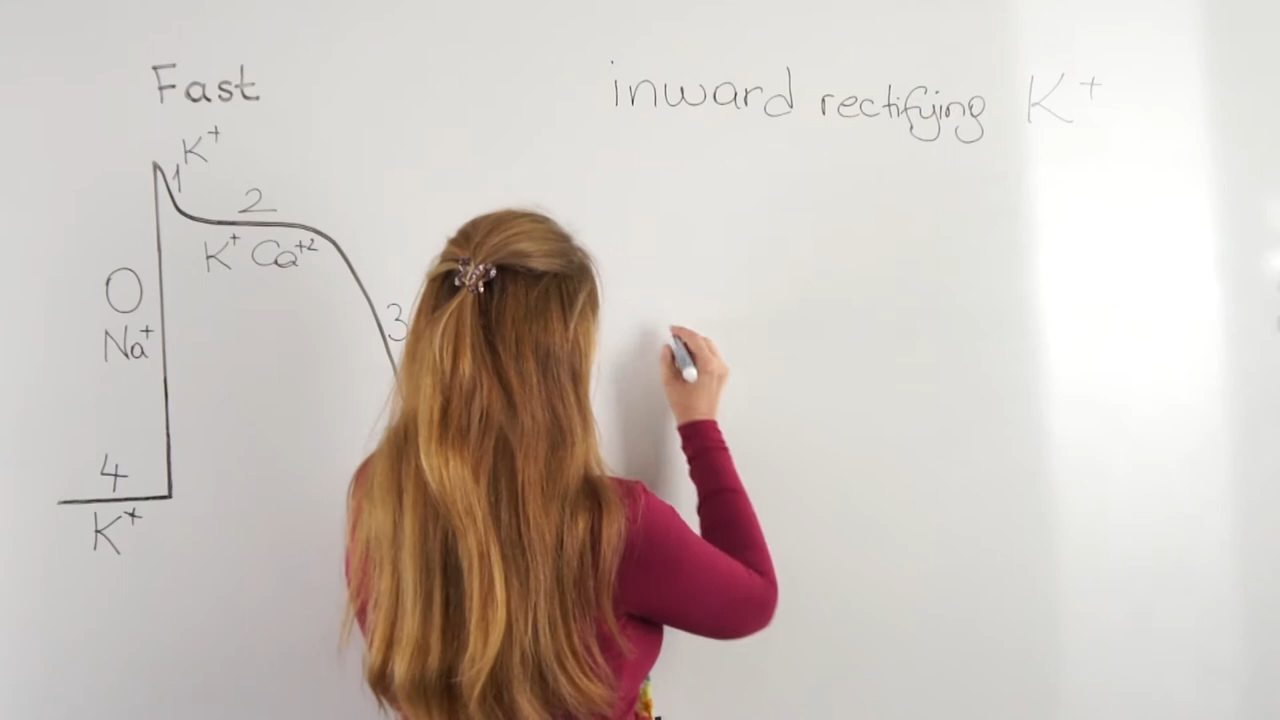 Fast
inward rectifying K⁺
K⁺
1
2
K⁺ Ca⁺²
0
3
Na⁺
4
K⁺